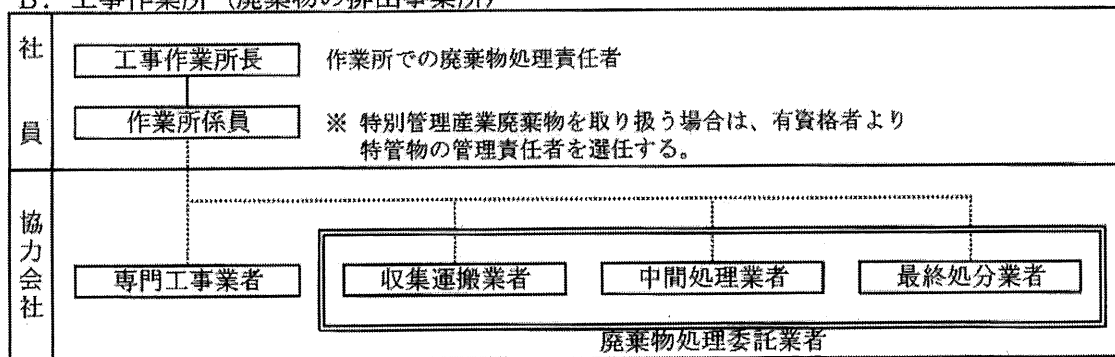 B．工事作業所（廃棄物の排出事業所）
社員
工事作業所長
作業所での廃棄物処理責任者
作業所係員
※ 特別管理産業廃棄物を取り扱う場合は、有資格者より
特管物の管理責任者を選任する。
協力会社
専門工事業者
収集運搬業者
中間処理業者
最終処分業者
廃棄物処理委託業者